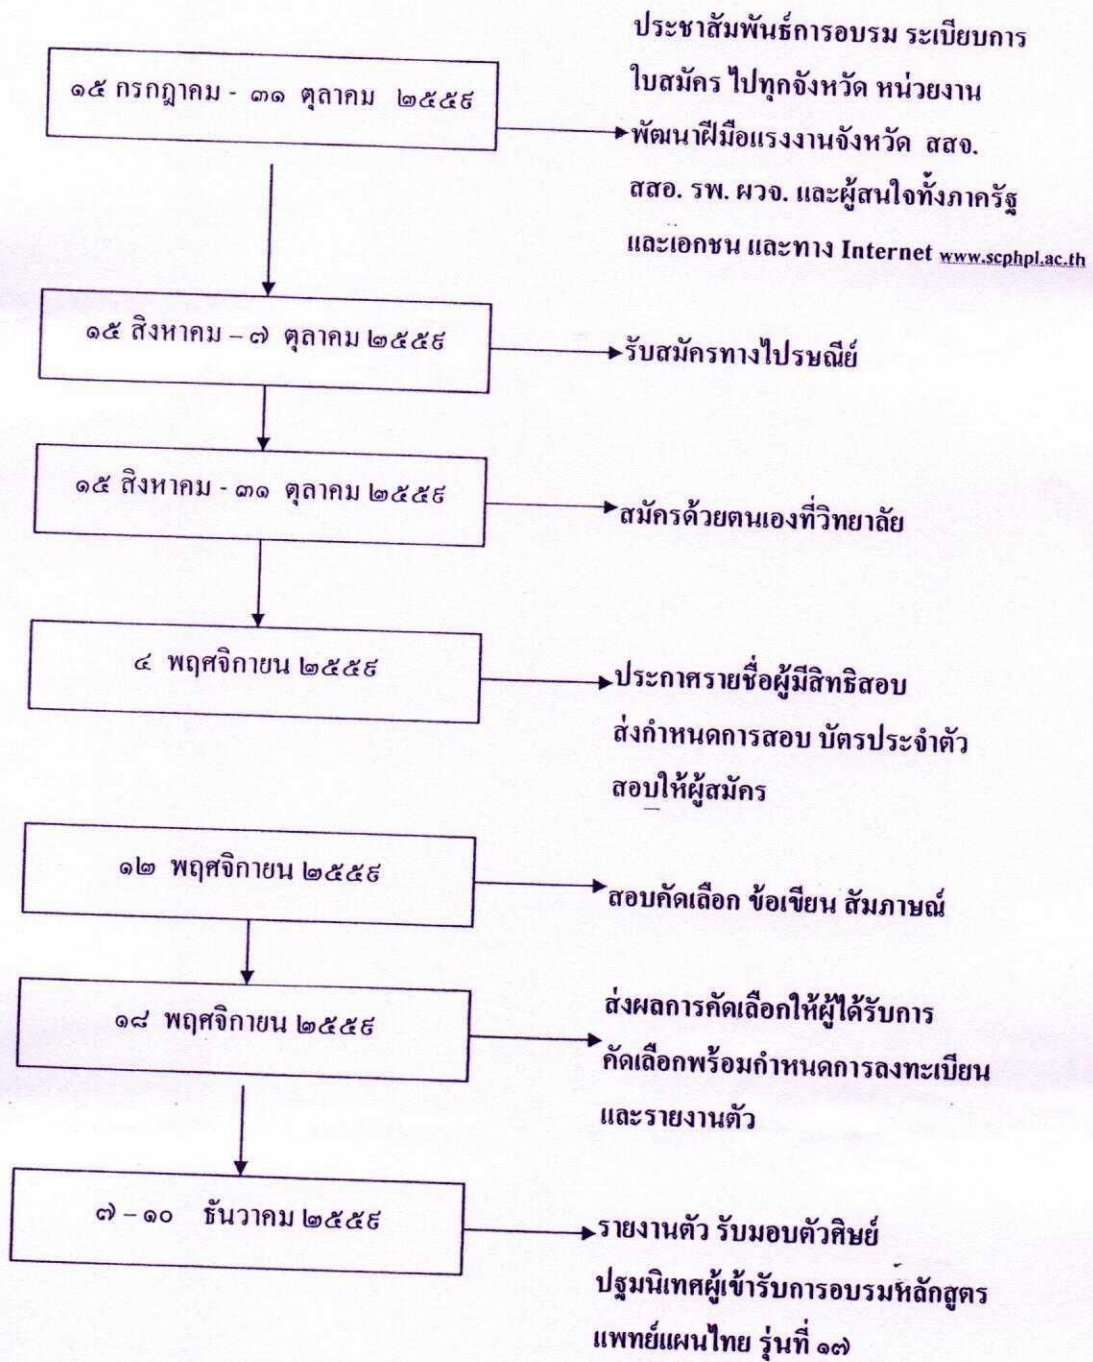 ประชาสัมพันธ์การอบรม ระเบียบการ
๑๕ กรกฎาคม - ๓๑ ตุลาคม ๒๕๕๙
ใบสมัคร ไปทุกจังหวัด หน่วยงาน
พัฒนาฝีมือแรงงานจังหวัด สสจ.
สสอ. รพ. ผวจ. และผู้สนใจทั้งภาครัฐ
และเอกชน และทาง Internet www.scphpl.ac.th
๑๕ สิงหาคม – ๗ ตุลาคม ๒๕๕๙
รับสมัครทางไปรษณีย์
๑๕ สิงหาคม - ๓๑ ตุลาคม ๒๕๕๙
สมัครด้วยตนเองที่วิทยาลัย
๔ พฤศจิกายน ๒๕๕๙
ประกาศรายชื่อผู้มีสิทธิสอบ
ส่งกำหนดการสอบ บัตรประจำตัว
สอบให้ผู้สมัคร
๑๒ พฤศจิกายน ๒๕๕๙
สอบคัดเลือก ข้อเขียน สัมภาษณ์
๑๘ พฤศจิกายน ๒๕๕๙
ส่งผลการคัดเลือกให้ผู้ได้รับการ
คัดเลือกพร้อมกำหนดการลงทะเบียน
และรายงานตัว
๗ – ๑๐ ธันวาคม ๒๕๕๙
รายงานตัว รับมอบตัวศิษย์
ปฐมนิเทศผู้เข้ารับการอบรมหลักสูตร
แพทย์แผนไทย รุ่นที่ ๑๗